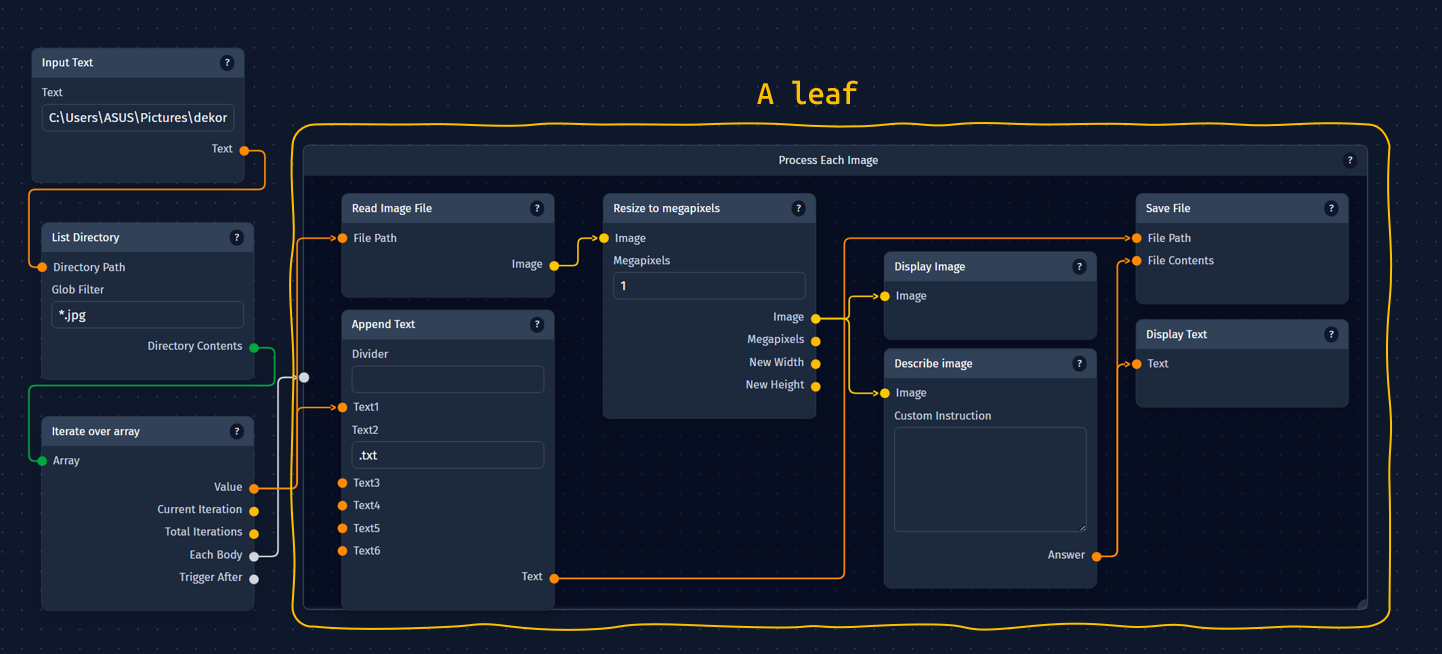 A leaf
Input Text ?
Text
C:\Users\ASUS\Pictures\dekor
Text
List Directory ?
Directory Path
Glob Filter
*.jpg
Directory Contents
Iterate over array ?
Array
Value
Current Iteration
Total Iterations
Each Body
Trigger After
Process Each Image ?
Read Image File ?
File Path
Image
Append Text ?
Divider
Text1
Text2
.txt
Text3
Text4
Text5
Text6
Text
Resize to megapixels ?
Image
Megapixels
1
Image
Megapixels
New Width
New Height
Display Image ?
Image
Describe image ?
Image
Custom Instruction
Answer
Save File ?
File Path
File Contents
Display Text ?
Text